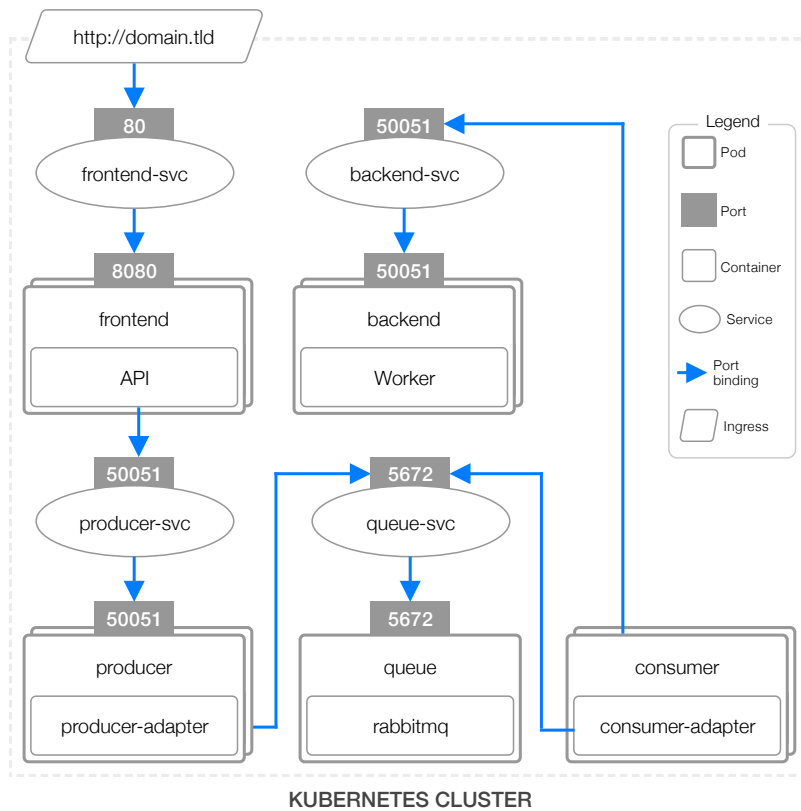 http://domain.tld
80
frontend-svc
8080
frontend
API
50051
producer-svc
50051
producer
producer-adapter
50051
backend-svc
50051
backend
Worker
5672
queue-svc
5672
queue
rabbitmq
consumer
consumer-adapter
Legend
Pod
Port
Container
Service
Port
binding
Ingress
KUBERNETES CLUSTER